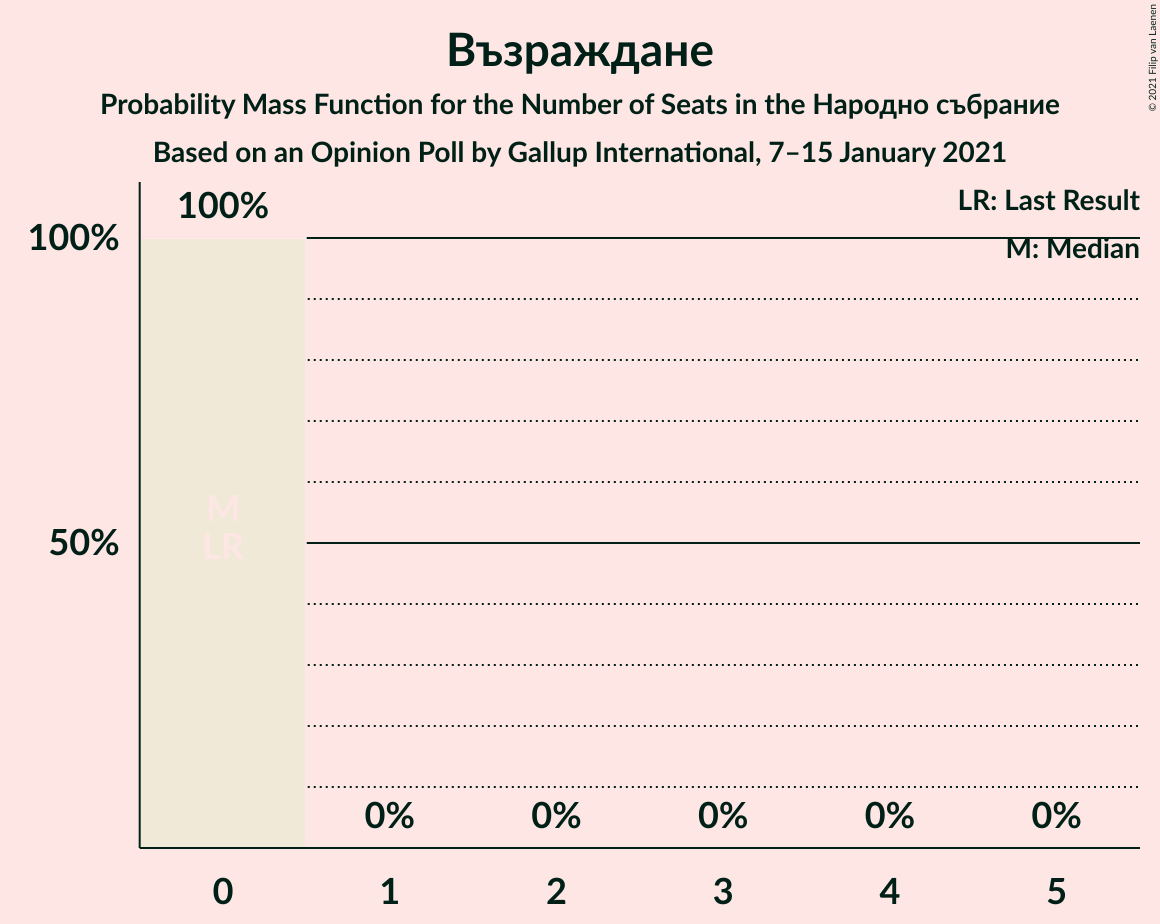 Възраждане
Probability Mass Function for the Number of Seats in the Народно събрание
Based on an Opinion Poll by Gallup International, 7–15 January 2021
© 2021 Filip van Laenen
LR: Last Result
M: Median
100%
100%
50%
M
LR
0%
0%
0%
0%
0%
0
1
2
3
4
5